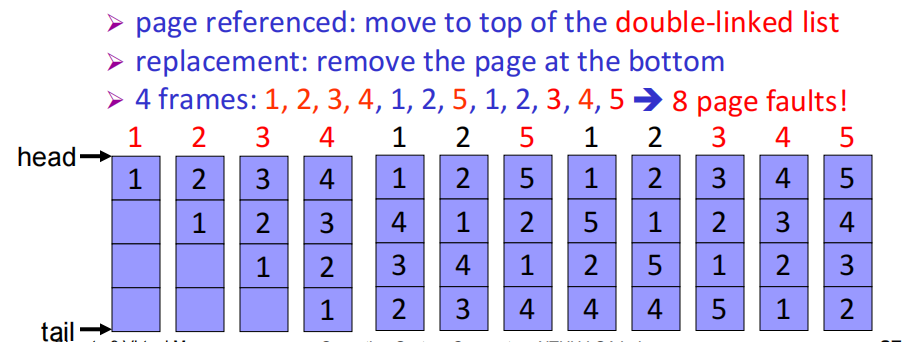 ➢ page referenced: move to top of the double-linked list
➢ replacement: remove the page at the bottom
➢ 4 frames: 1, 2, 3, 4, 1, 2, 5, 1, 2, 3, 4, 5 ➔ 8 page faults!
1 2 3 4 1 2 5 1 2 3 4 5
head 1 2 3 4 1 2 5 1 2 3 4 5
1 2 3 4 1 2 5 1 2 3 4
1 2 3 4 1 2 5 1 2 3
1 2 3 4 4 4 5 1 2
tail